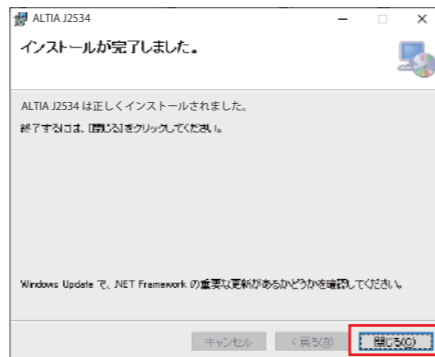 ALTIA J2534
インストールが完了しました。
ALTIA J2534 は正しくインストールされました。
終了するには、[閉じる]をクリックしてください。
Windows Update で、.NET Framework の重要な更新があるかどうかを確認してください。
キャンセル
< 戻る(B)
閉じる(C)